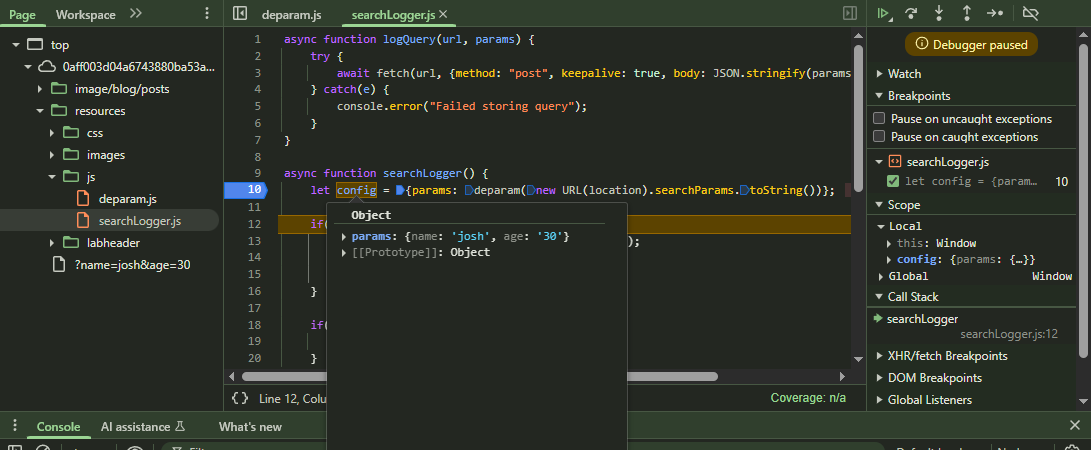 Page Workspace
top
0aff003d04a6743880ba53a...
image/blog/posts
resources
css
images
js
deparam.js
searchLogger.js
labheader
?name=josh&age=30
deparam.js searchLogger.js
1 async function logQuery(url, params) {
2 try {
3 await fetch(url, {method: "post", keepalive: true, body: JSON.stringify(params
4 } catch(e) {
5 console.error("Failed storing query");
6 }
7 }
8
9 async function searchLogger() {
10 let config = {params: deparam(new URL(location).searchParams.toString())};
11
12 if(
13 );
14
15
16 }
17
18 if(
19
20 }
Object
params: {name: 'josh', age: '30'}
[[Prototype]]: Object
{} Line 12, Colu
Coverage: n/a
Debugger paused
Watch
Breakpoints
Pause on uncaught exceptions
Pause on caught exceptions
searchLogger.js
let config = {param... 10
Scope
Local
this: Window
config: {params: {…}}
Global Window
Call Stack
searchLogger
searchLogger.js:12
XHR/fetch Breakpoints
DOM Breakpoints
Global Listeners
Console AI assistance What's new